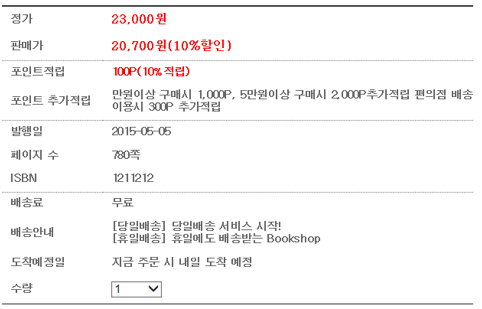 정가 23,000원
판매가 20,700원(10%할인)
포인트적립 100P(10%적립)
포인트 추가적립 만원이상 구매시 1,000P, 5만원이상 구매시 2,000P추가적립 편의점 배송
이용시 300P 추가적립
발행일 2015-05-05
페이지 수 780쪽
ISBN 1211212
배송료 무료
배송안내 [당일배송] 당일배송 서비스 시작!
[휴일배송] 휴일에도 배송받는 Bookshop
도착예정일 지금 주문 시 내일 도착 예정
수량 1